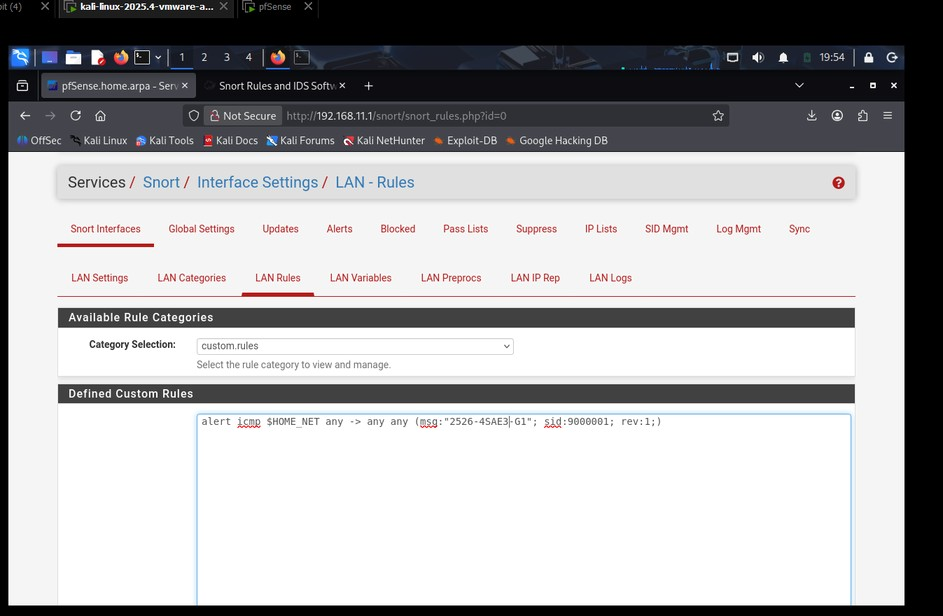 bit (4)
kali-linux-2025.4-vmware-a...
pfSense
1 2 3 4
19:54
pfSense.home.arpa - Serv
Snort Rules and IDS Softw
Not Secure
http://192.168.11.1/snort/snort_rules.php?id=0
OffSec
Kali Linux
Kali Tools
Kali Docs
Kali Forums
Kali NetHunter
Exploit-DB
Google Hacking DB
Services / Snort / Interface Settings / LAN - Rules
Snort Interfaces
Global Settings
Updates
Alerts
Blocked
Pass Lists
Suppress
IP Lists
SID Mgmt
Log Mgmt
Sync
LAN Settings
LAN Categories
LAN Rules
LAN Variables
LAN Preprocs
LAN IP Rep
LAN Logs
Available Rule Categories
Category Selection:
custom.rules
Select the rule category to view and manage.
Defined Custom Rules
alert icmp $HOME_NET any -> any any (msg:"2526-4SAE3-G1"; sid:9000001; rev:1;)